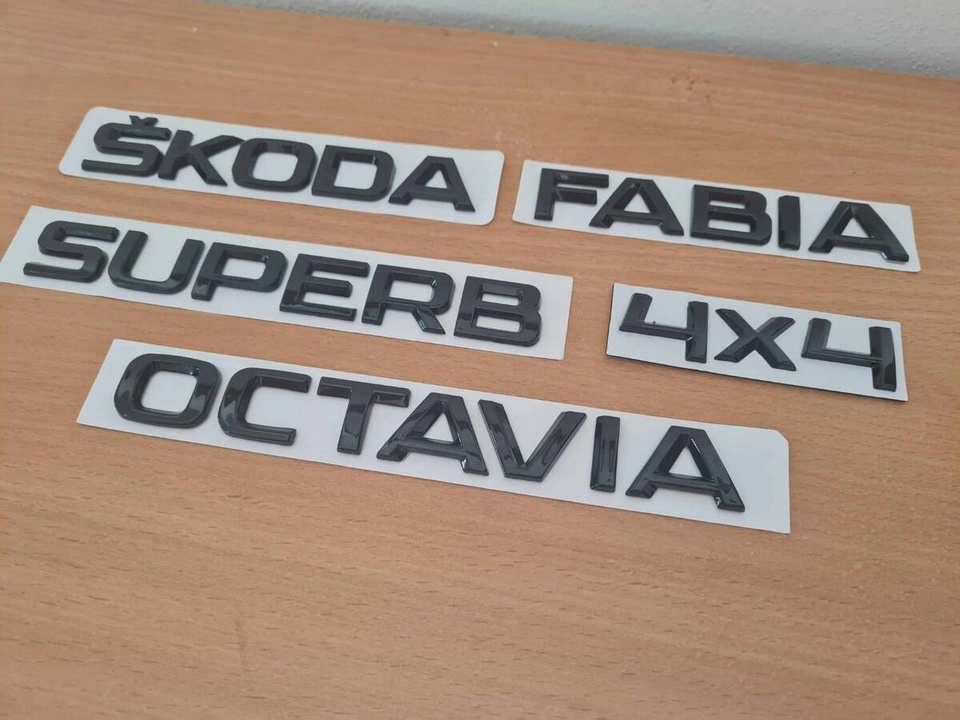 ŠKODA
FABIA
SUPERB
4x4
OCTAVIA